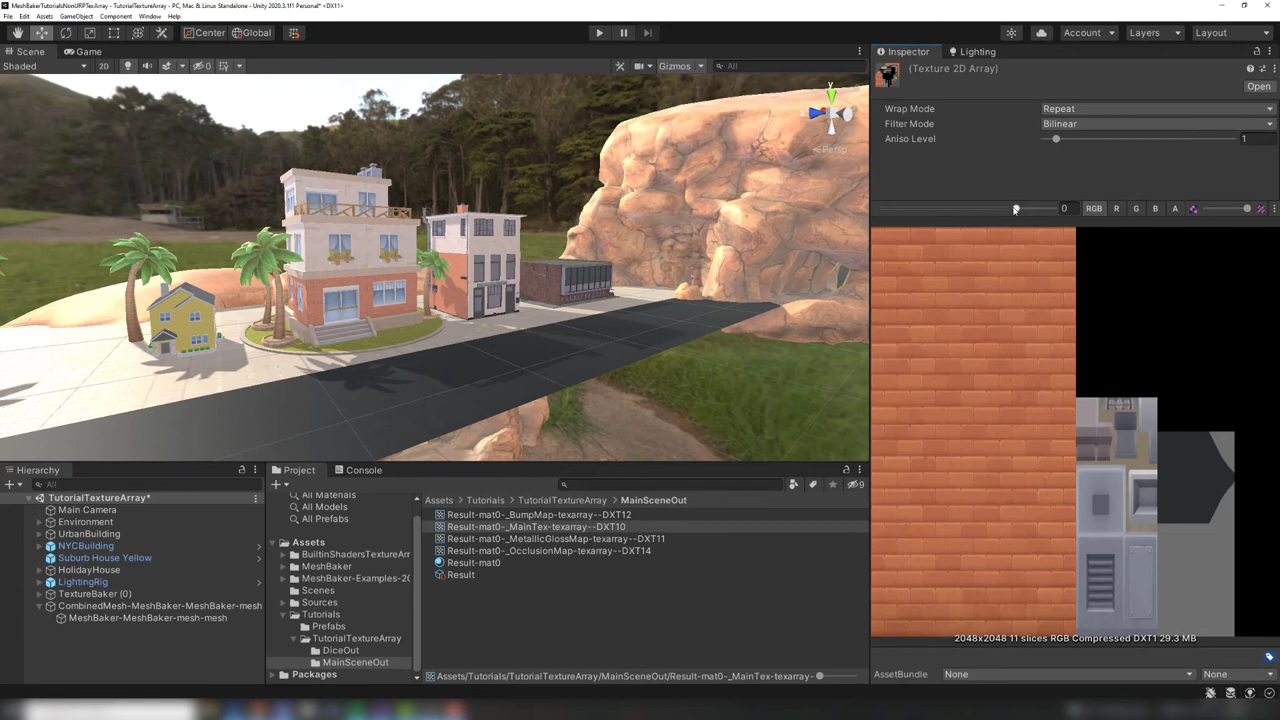 MeshBakerTutorialsNonURPTexArray - TutorialTextureArray - PC, Mac & Linux Standalone - Unity 2020.3.1f1 Personal* <DX11>
File Edit Assets GameObject Component Window Help
Center Global Account Layers Layout
Scene Game
Shaded 2D 0 Gizmos All
y
Persp
Inspector Lighting
(Texture 2D Array)
Open
Wrap Mode Repeat
Filter Mode Bilinear
Aniso Level 1
0 RGB R G B A
2048x2048 11 slices RGB Compressed DXT1 29.3 MB
AssetBundle None None
Hierarchy
All
TutorialTextureArray*
Main Camera
Environment
UrbanBuilding
NYCBuilding
Suburb House Yellow
HolidayHouse
LightingRig
TextureBaker (0)
CombinedMesh-MeshBaker-MeshBaker-mesh
MeshBaker-MeshBaker-mesh-mesh
Project Console
9
All Materials
All Models
All Prefabs
Assets
BuiltinShadersTextureArr
MeshBaker
MeshBaker-Examples-20
Scenes
Sources
Tutorials
Prefabs
TutorialTextureArray
DiceOut
MainSceneOut
Packages
Assets > Tutorials > TutorialTextureArray > MainSceneOut
Result-mat0-_BumpMap-texarray--DXT12
Result-mat0-_MainTex-texarray--DXT10
Result-mat0-_MetallicGlossMap-texarray--DXT11
Result-mat0-_OcclusionMap-texarray--DXT14
Result-mat0
Result
Assets/Tutorials/TutorialTextureArray/MainSceneOut/Result-mat0-_MainTex-texarray-